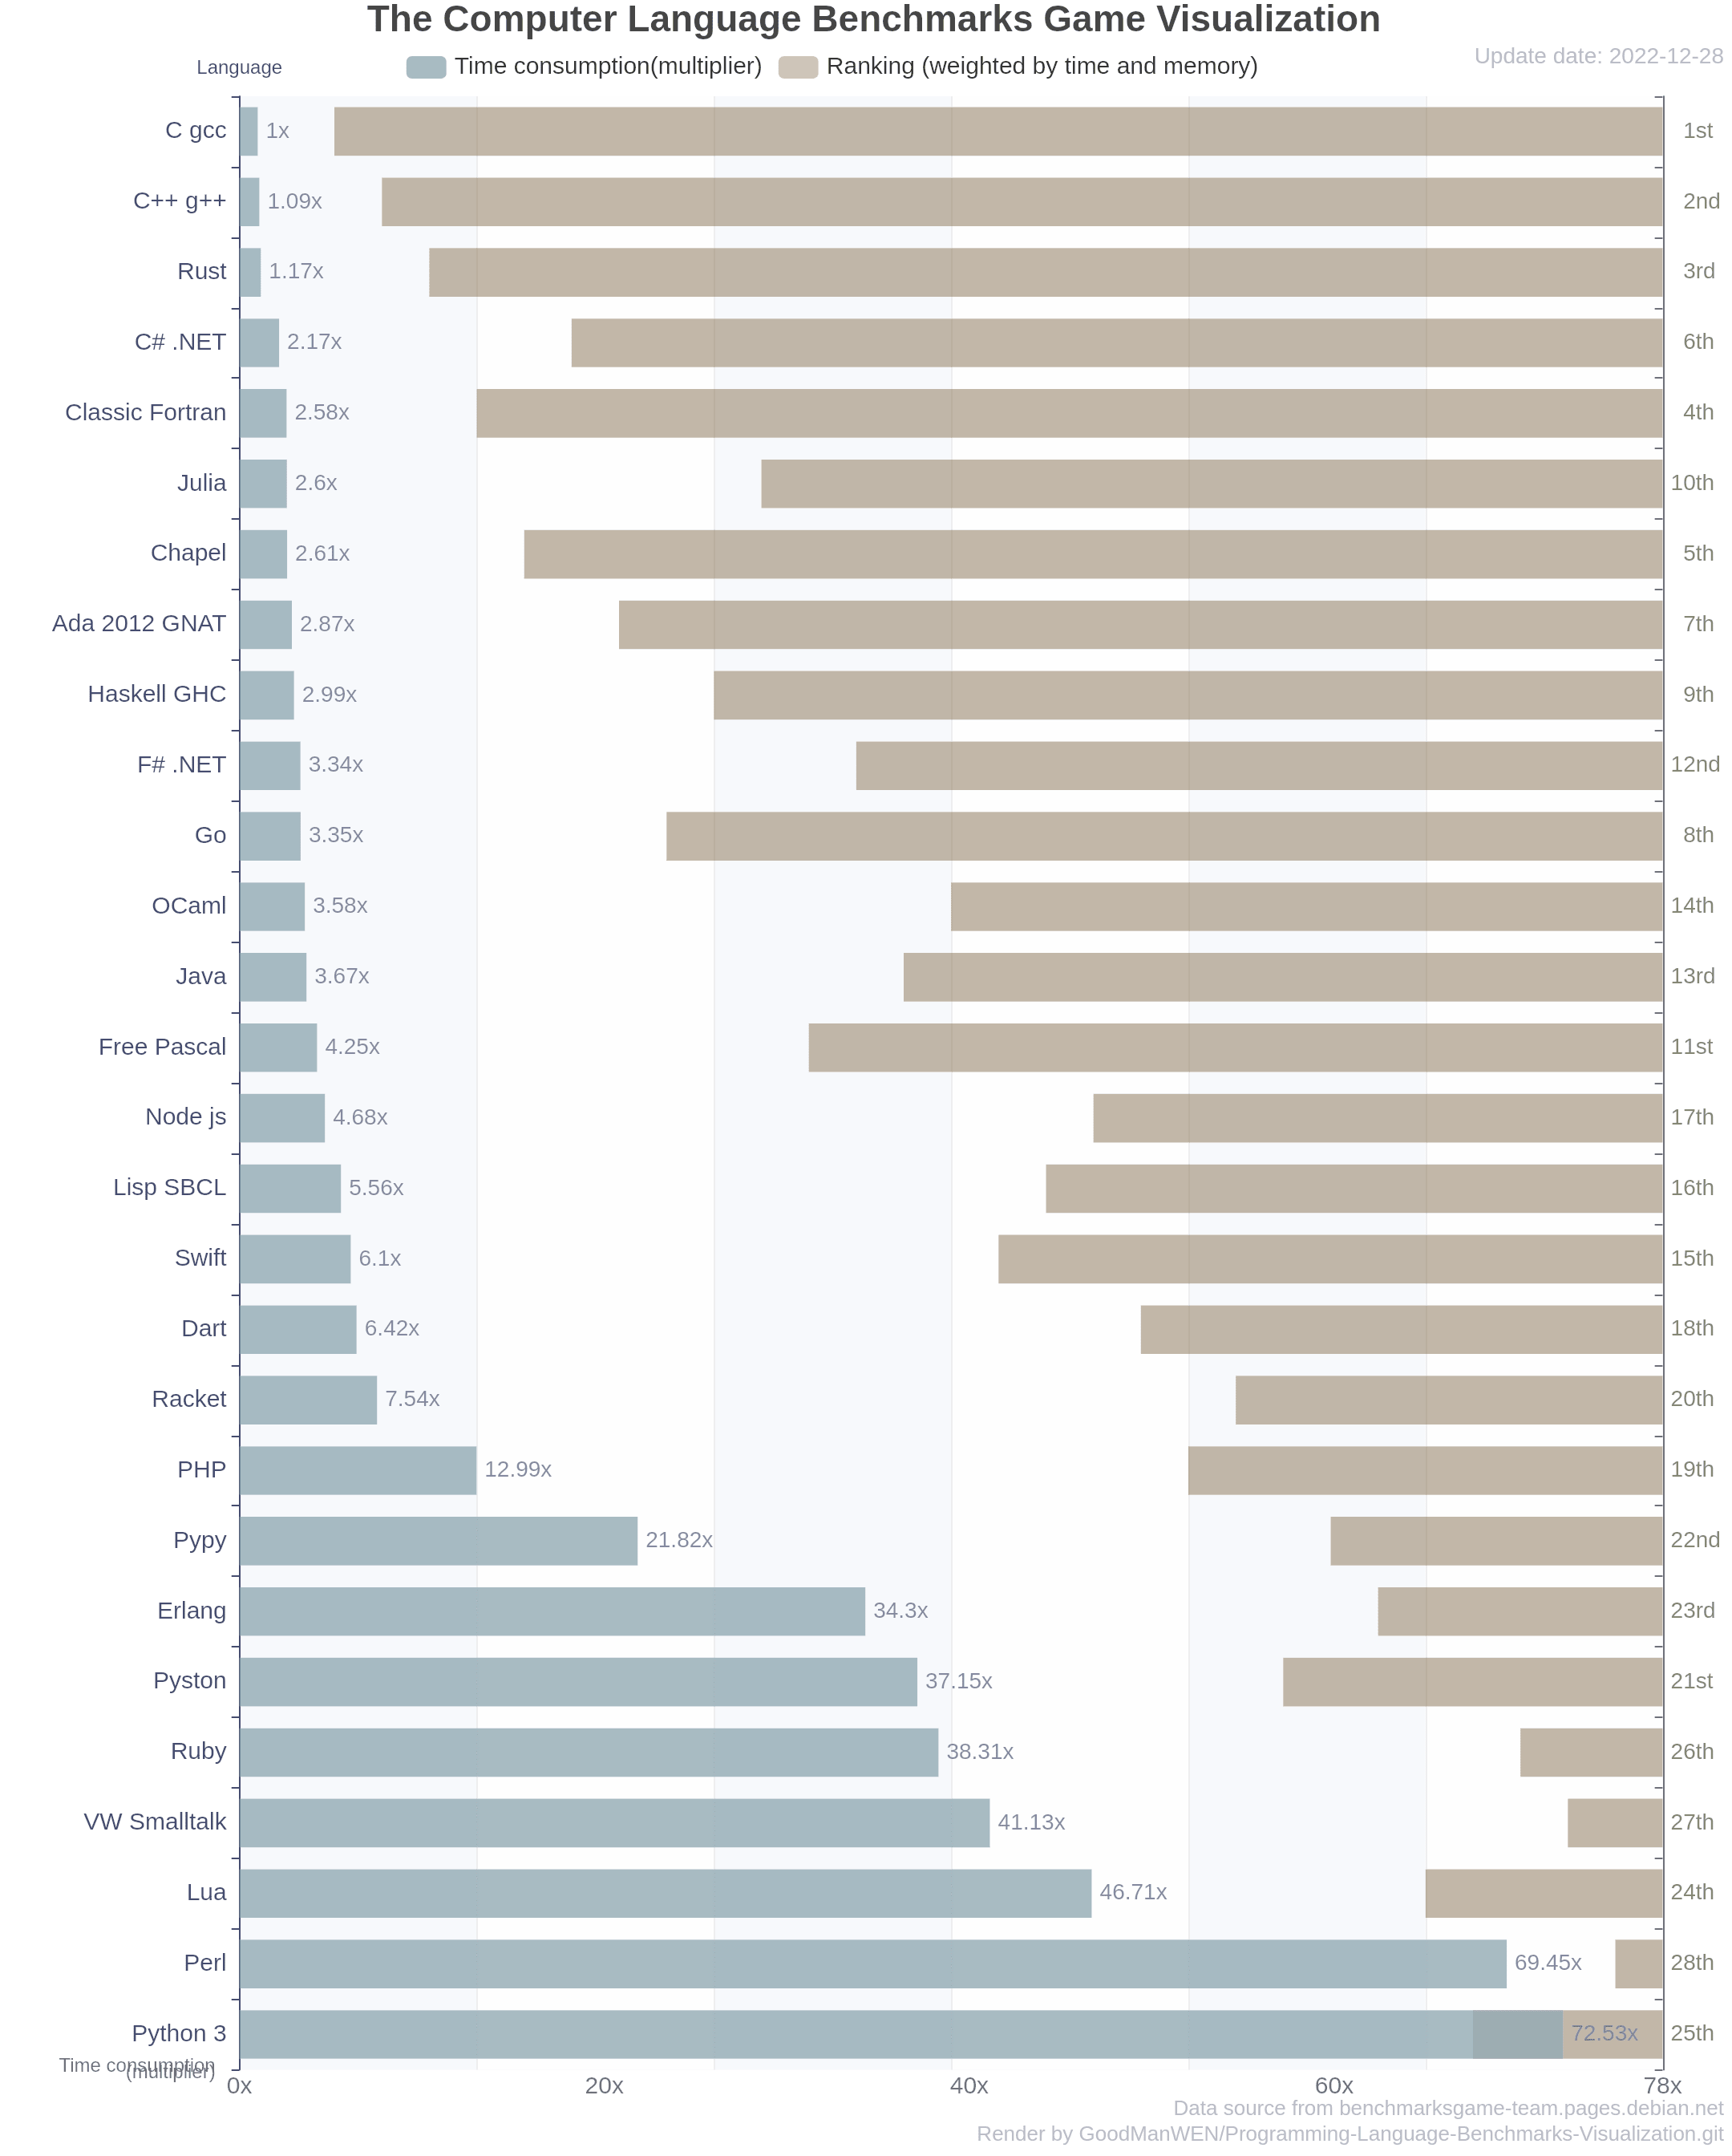 The Computer Language Benchmarks Game Visualization
Update date: 2022-12-28
Language Time consumption(multiplier) Ranking (weighted by time and memory)
C gcc 1x 1st
C++ g++ 1.09x 2nd
Rust 1.17x 3rd
C# .NET 2.17x 6th
Classic Fortran 2.58x 4th
Julia 2.6x 10th
Chapel 2.61x 5th
Ada 2012 GNAT 2.87x 7th
Haskell GHC 2.99x 9th
F# .NET 3.34x 12nd
Go 3.35x 8th
OCaml 3.58x 14th
Java 3.67x 13rd
Free Pascal 4.25x 11st
Node js 4.68x 17th
Lisp SBCL 5.56x 16th
Swift 6.1x 15th
Dart 6.42x 18th
Racket 7.54x 20th
PHP 12.99x 19th
Pypy 21.82x 22nd
Erlang 34.3x 23rd
Pyston 37.15x 21st
Ruby 38.31x 26th
VW Smalltalk 41.13x 27th
Lua 46.71x 24th
Perl 69.45x 28th
Python 3 72.53x 25th
Time consumption
(multiplier)
0x 20x 40x 60x 78x
Data source from benchmarksgame-team.pages.debian.net
Render by GoodManWEN/Programming-Language-Benchmarks-Visualization.git